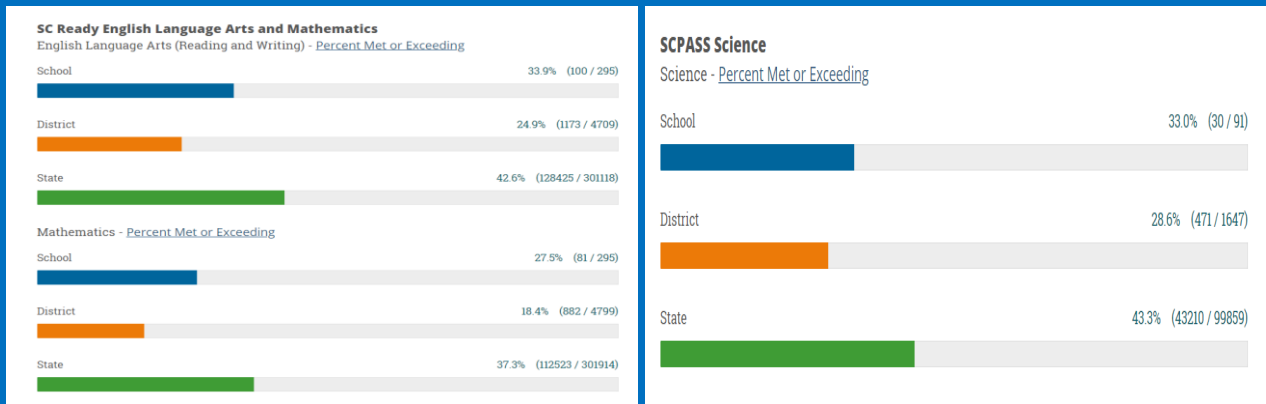 SC Ready English Language Arts and Mathematics
English Language Arts (Reading and Writing) - Percent Met or Exceeding
School 33.9% (100 / 295)
District 24.9% (1173 / 4709)
State 42.6% (128425 / 301118)
Mathematics - Percent Met or Exceeding
School 27.5% (81 / 295)
District 18.4% (882 / 4799)
State 37.3% (112523 / 301914)
SCPASS Science
Science - Percent Met or Exceeding
School 33.0% (30 / 91)
District 28.6% (471 / 1647)
State 43.3% (43210 / 99859)